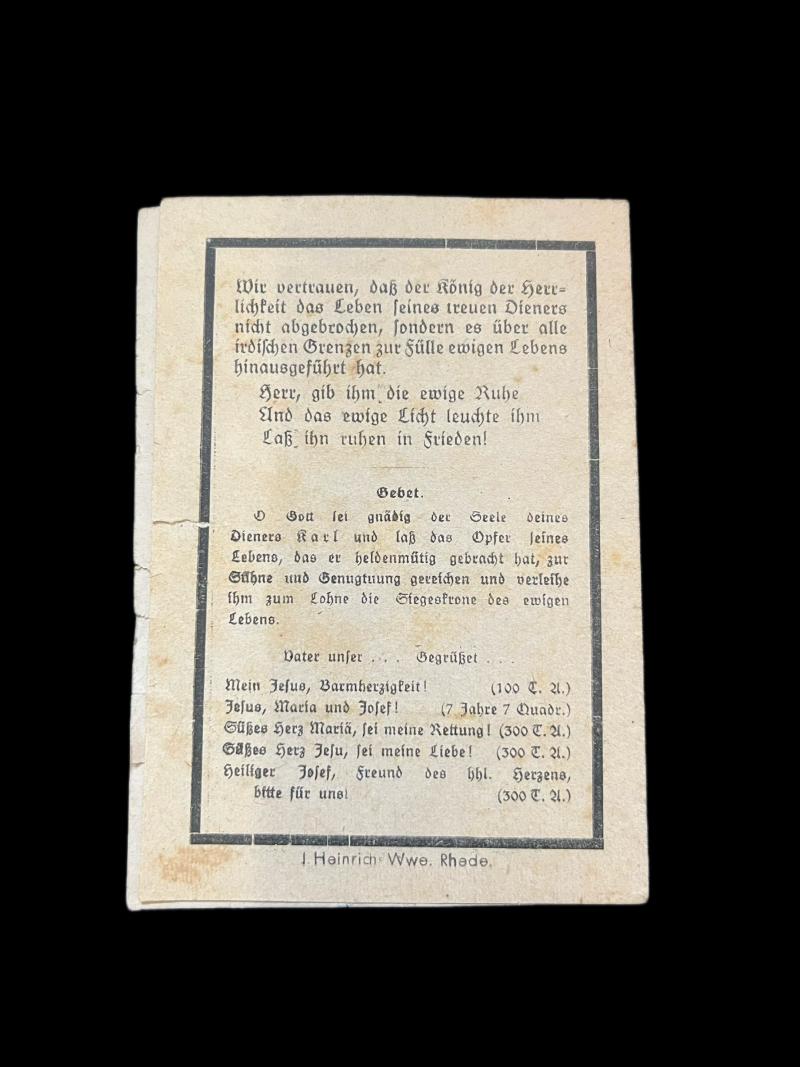 Wir vertrauen, daß der König der Herr-
lichkeit das Leben seines treuen Dieners
nicht abgebrochen, sondern es über alle
irdischen Grenzen zur Fülle ewigen Lebens
hinausgeführt hat.
Herr, gib ihm die ewige Ruhe
Und das ewige Licht leuchte ihm
Laß ihn ruhen in Frieden!
Gebet.
O Gott sei gnädig der Seele deines
Dieners Karl und laß das Opfer seines
Lebens, das er heldenmütig gebracht hat, zur
Sühne und Genugtuung gereichen und verleihe
ihm zum Lohne die Siegeskrone des ewigen
Lebens.
Vater unser . . . Gegrüßet . . .
Mein Jesus, Barmherzigkeit! (100 T. A.)
Jesus, Maria und Josef! (7 Jahre 7 Quadr.)
Süßes Herz Mariä, sei meine Rettung! (300 T. A.)
Süßes Herz Jesu, sei meine Liebe! (300 T. A.)
Heiliger Josef, Freund des hhl. Herzens,
bitte für uns! (300 T. A.)
J. Heinrich Wwe. Rhede.